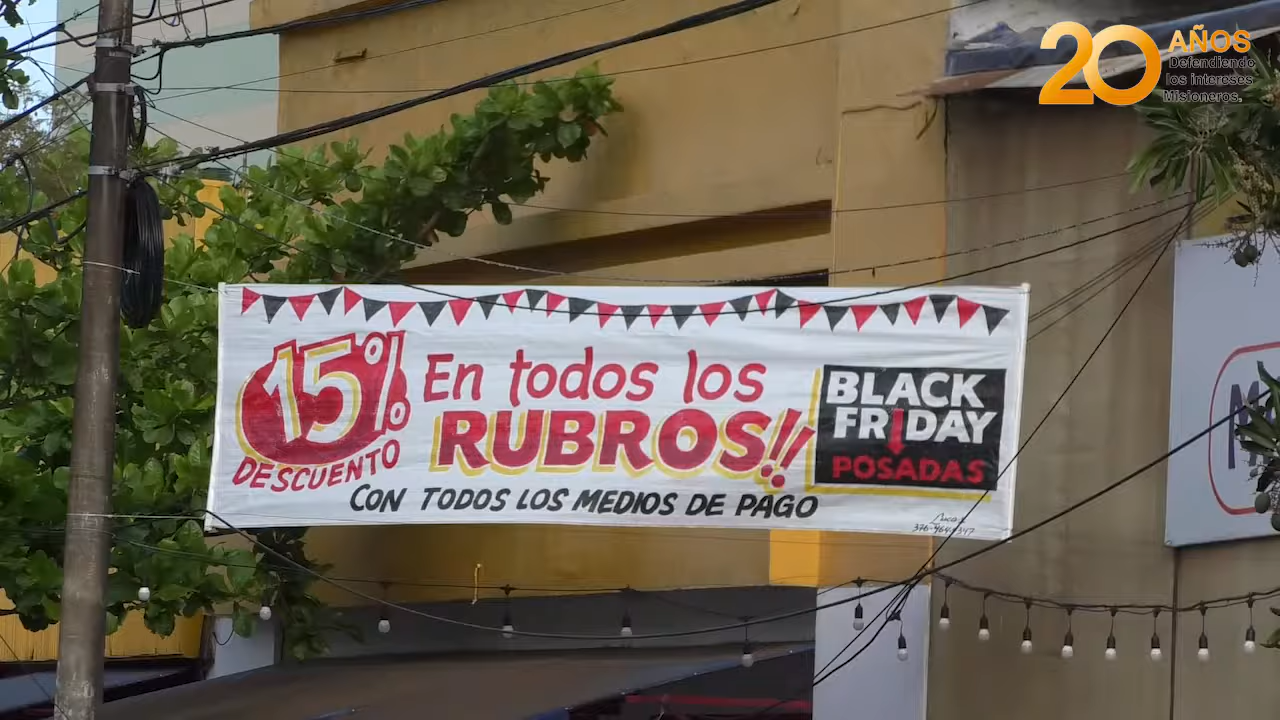 20 AÑOS
Defendiendo
los intereses
Misioneros.
15%
DESCUENTO
En todos los
RUBROS!!
CON TODOS LOS MEDIOS DE PAGO
BLACK
FRIDAY
POSADAS